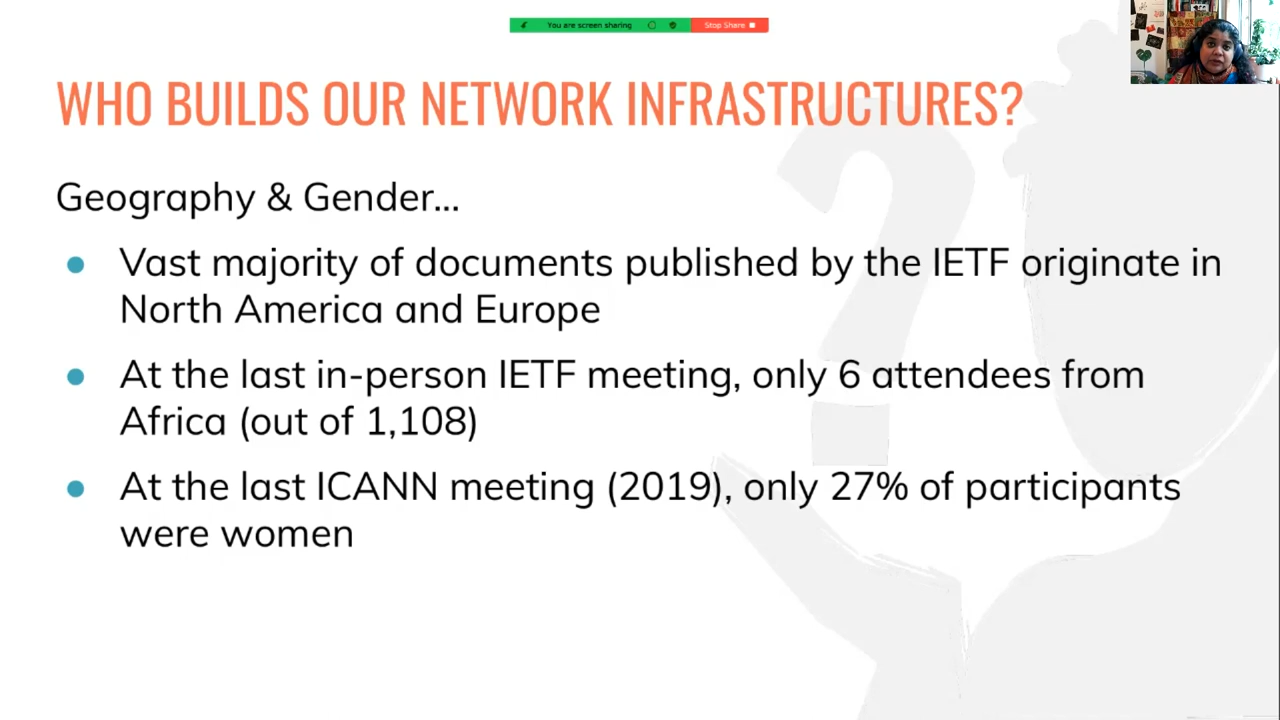 You are screen sharing Stop Share
WHO BUILDS OUR NETWORK INFRASTRUCTURES?
Geography & Gender...
Vast majority of documents published by the IETF originate in
North America and Europe
At the last in-person IETF meeting, only 6 attendees from
Africa (out of 1,108)
At the last ICANN meeting (2019), only 27% of participants
were women